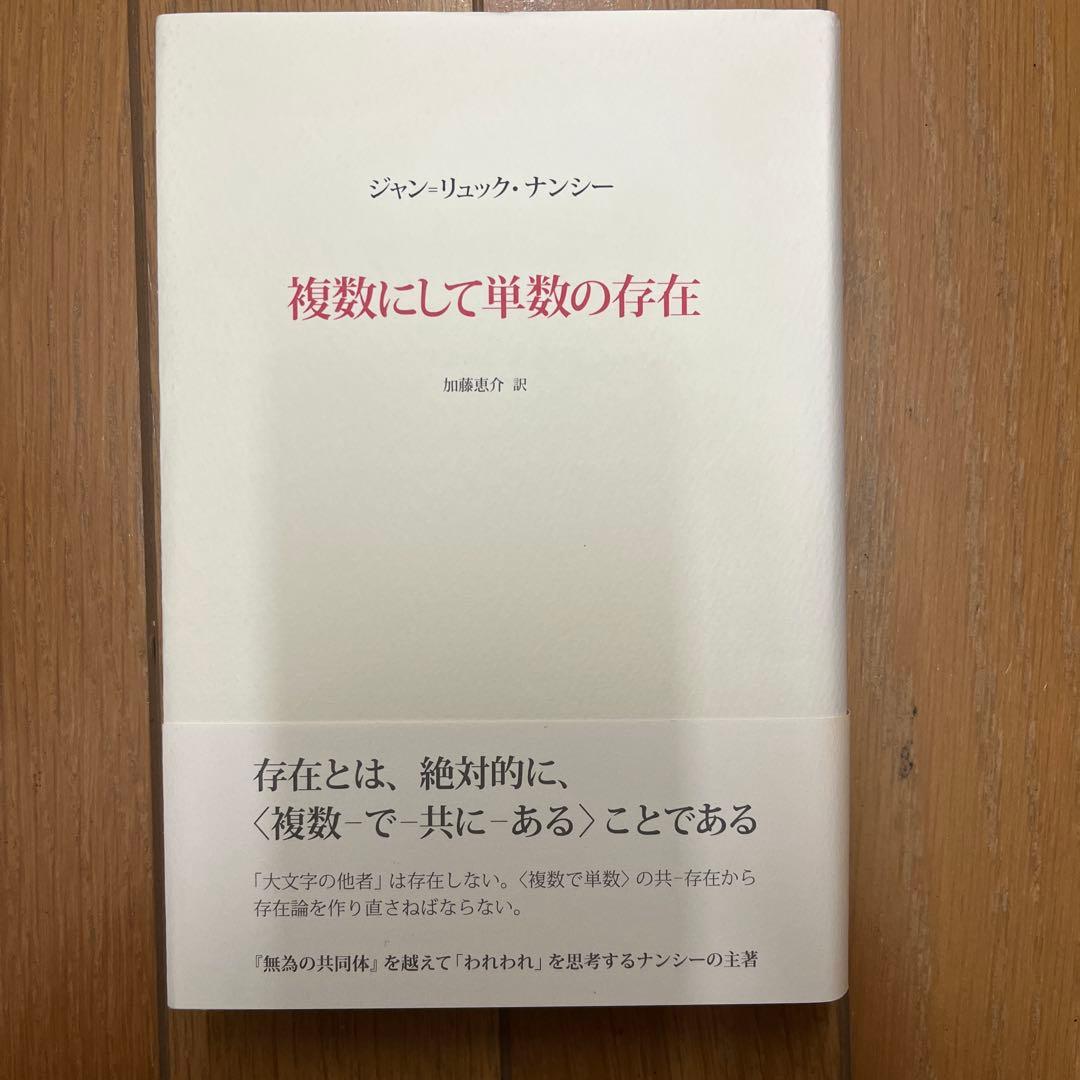 ジャン=リュック・ナンシー
複数にして単数の存在
加藤恵介 訳
存在とは、絶対的に、
〈複数−で−共に−ある〉ことである
「大文字の他者」は存在しない。〈複数で単数〉の共−存在から
存在論を作り直さねばならない。
『無為の共同体』を越えて「われわれ」を思考するナンシーの主著